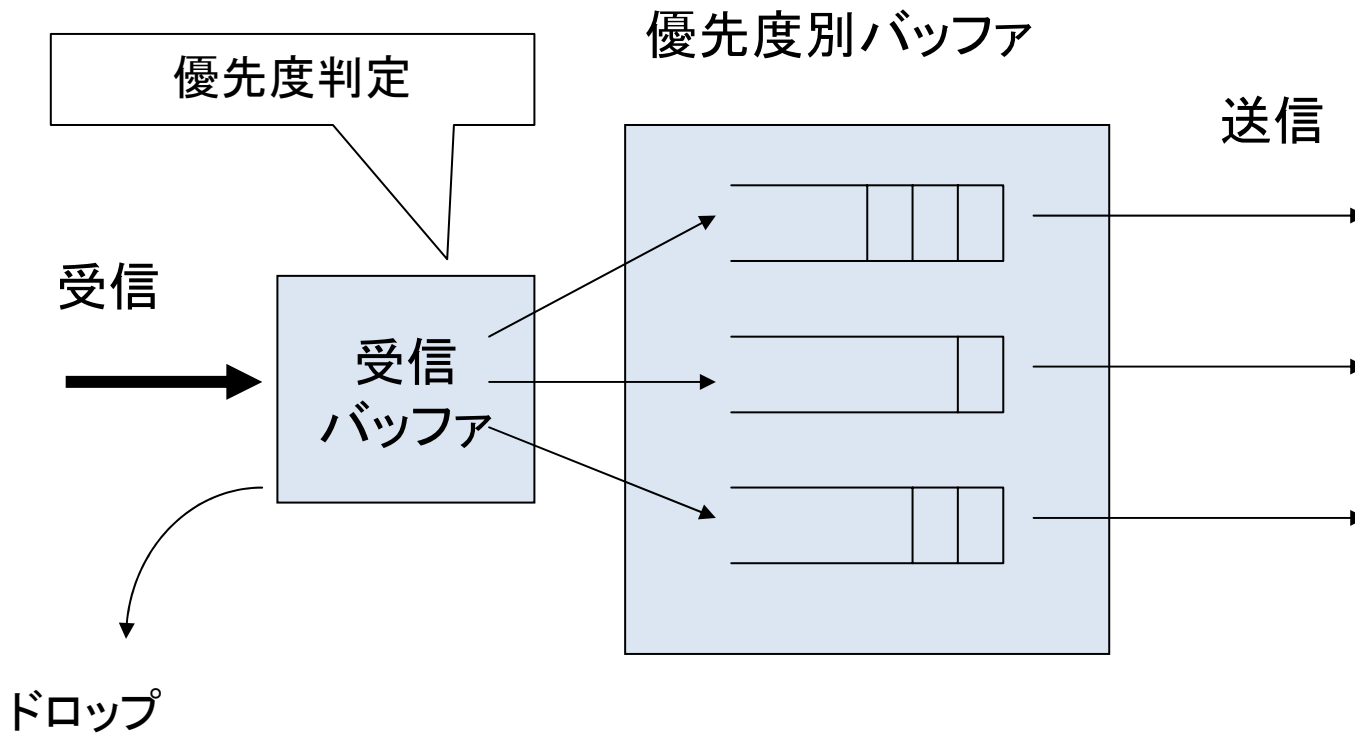 優先度別バッファ
優先度判定
送信
受信
受信
バッファ
ドロップ